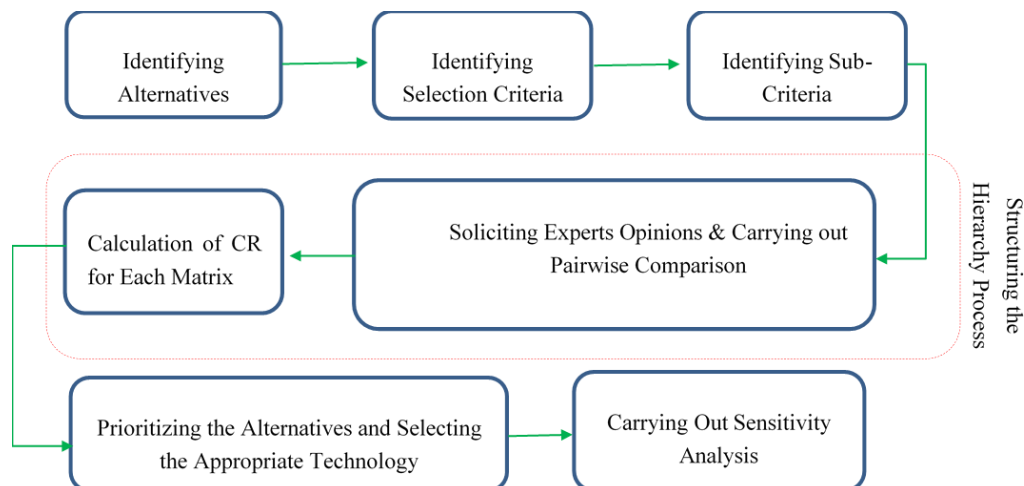 Identifying
Alternatives
Identifying
Selection Criteria
Identifying Sub-
Criteria
Soliciting Experts Opinions & Carrying out
Pairwise Comparison
Calculation of CR
for Each Matrix
Structuring the
Hierarchy Process
Prioritizing the Alternatives and Selecting
the Appropriate Technology
Carrying Out Sensitivity
Analysis